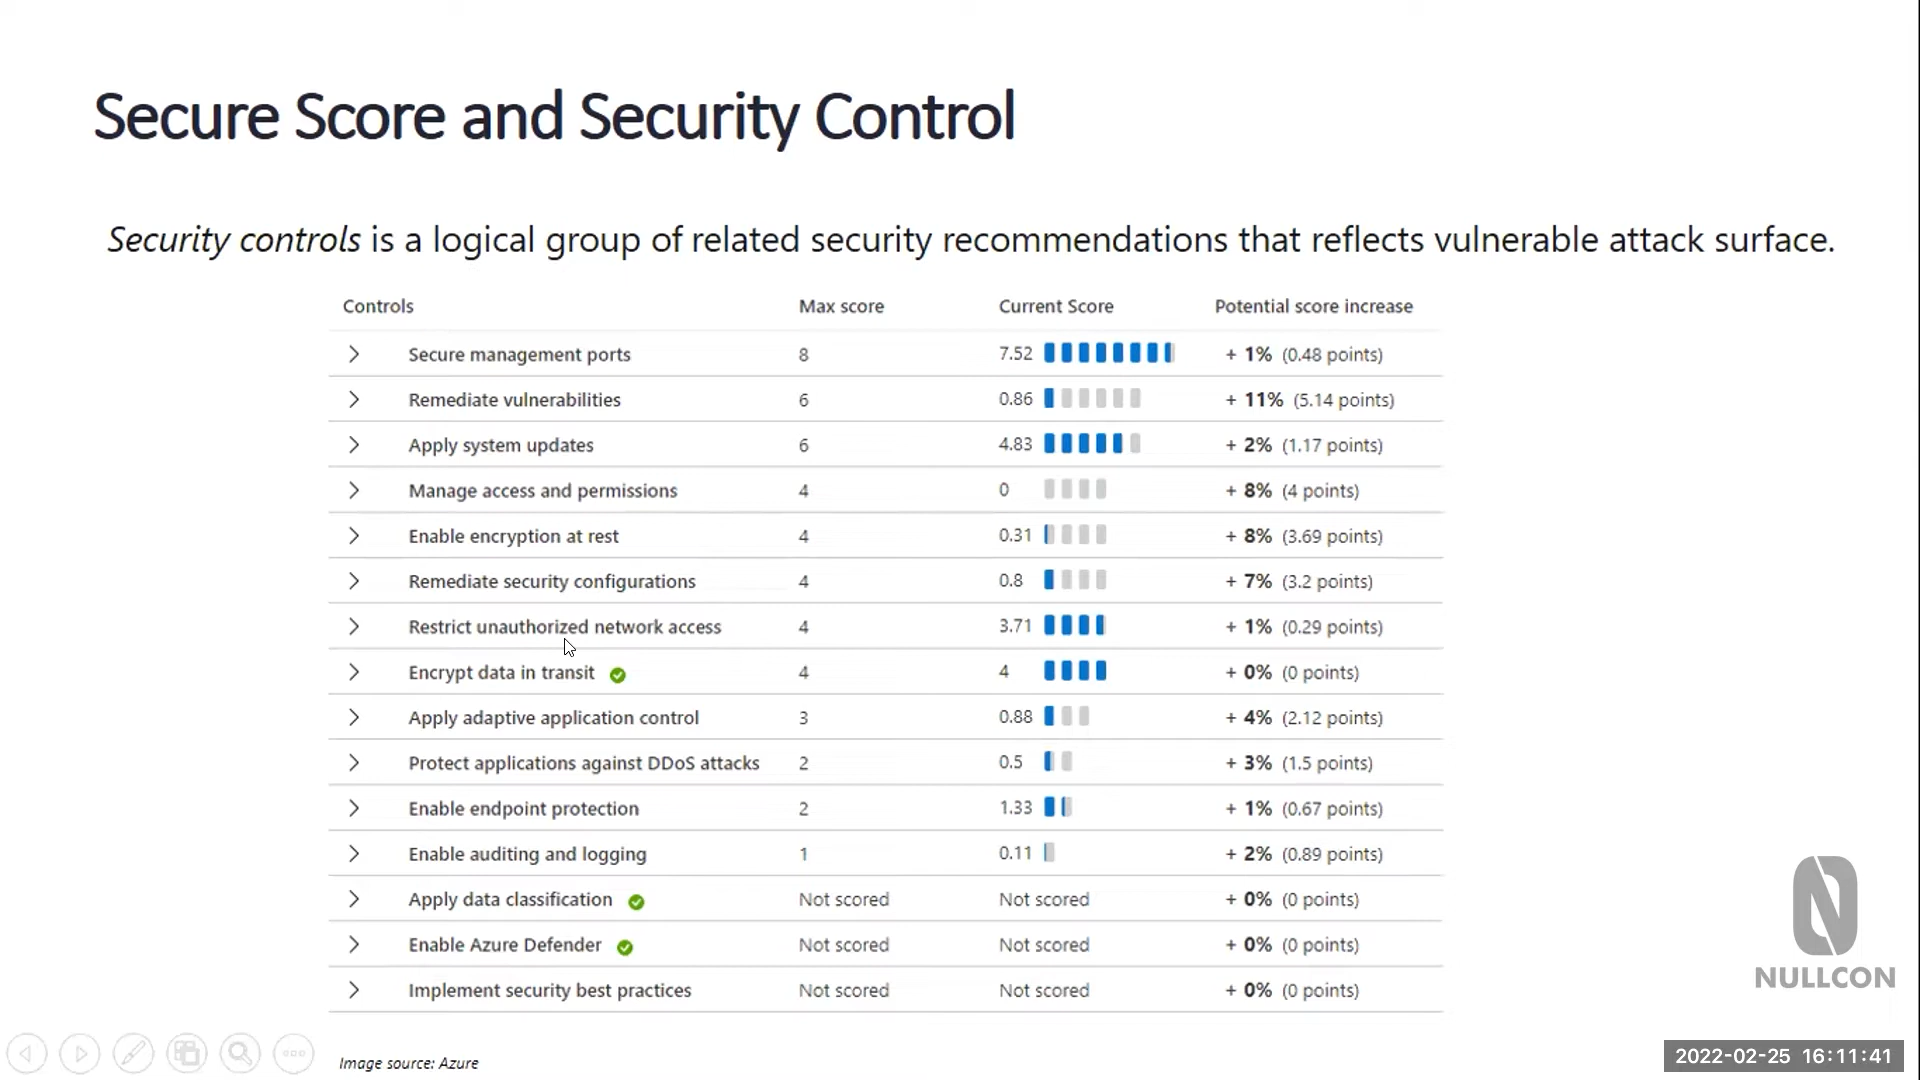 Secure Score and Security Control
Security controls is a logical group of related security recommendations that reflects vulnerable attack surface.
Controls Max score Current Score Potential score increase
Secure management ports 8 7.52 + 1% (0.48 points)
Remediate vulnerabilities 6 0.86 + 11% (5.14 points)
Apply system updates 6 4.83 + 2% (1.17 points)
Manage access and permissions 4 0 + 8% (4 points)
Enable encryption at rest 4 0.31 + 8% (3.69 points)
Remediate security configurations 4 0.8 + 7% (3.2 points)
Restrict unauthorized network access 4 3.71 + 1% (0.29 points)
Encrypt data in transit 4 4 + 0% (0 points)
Apply adaptive application control 3 0.88 + 4% (2.12 points)
Protect applications against DDoS attacks 2 0.5 + 3% (1.5 points)
Enable endpoint protection 2 1.33 + 1% (0.67 points)
Enable auditing and logging 1 0.11 + 2% (0.89 points)
Apply data classification Not scored Not scored + 0% (0 points)
Enable Azure Defender Not scored Not scored + 0% (0 points)
Implement security best practices Not scored Not scored + 0% (0 points)
NULLCON
Image source: Azure
2022-02-25 16:11:41